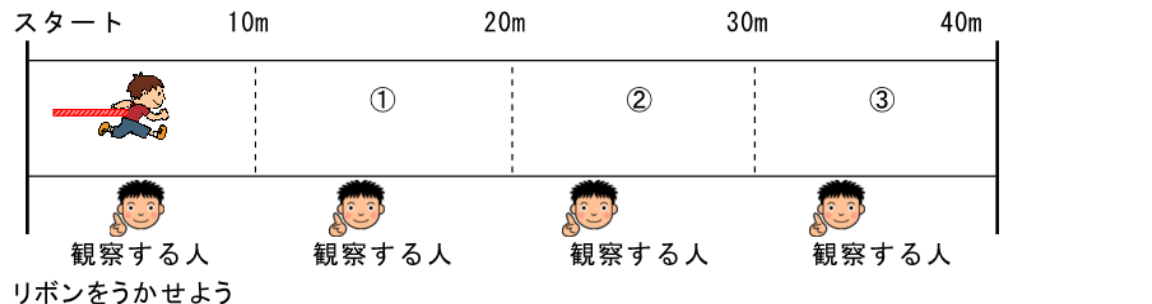 スタート 10m 20m 30m 40m
① ② ③
観察する人 観察する人 観察する人 観察する人
リボンをうかせよう